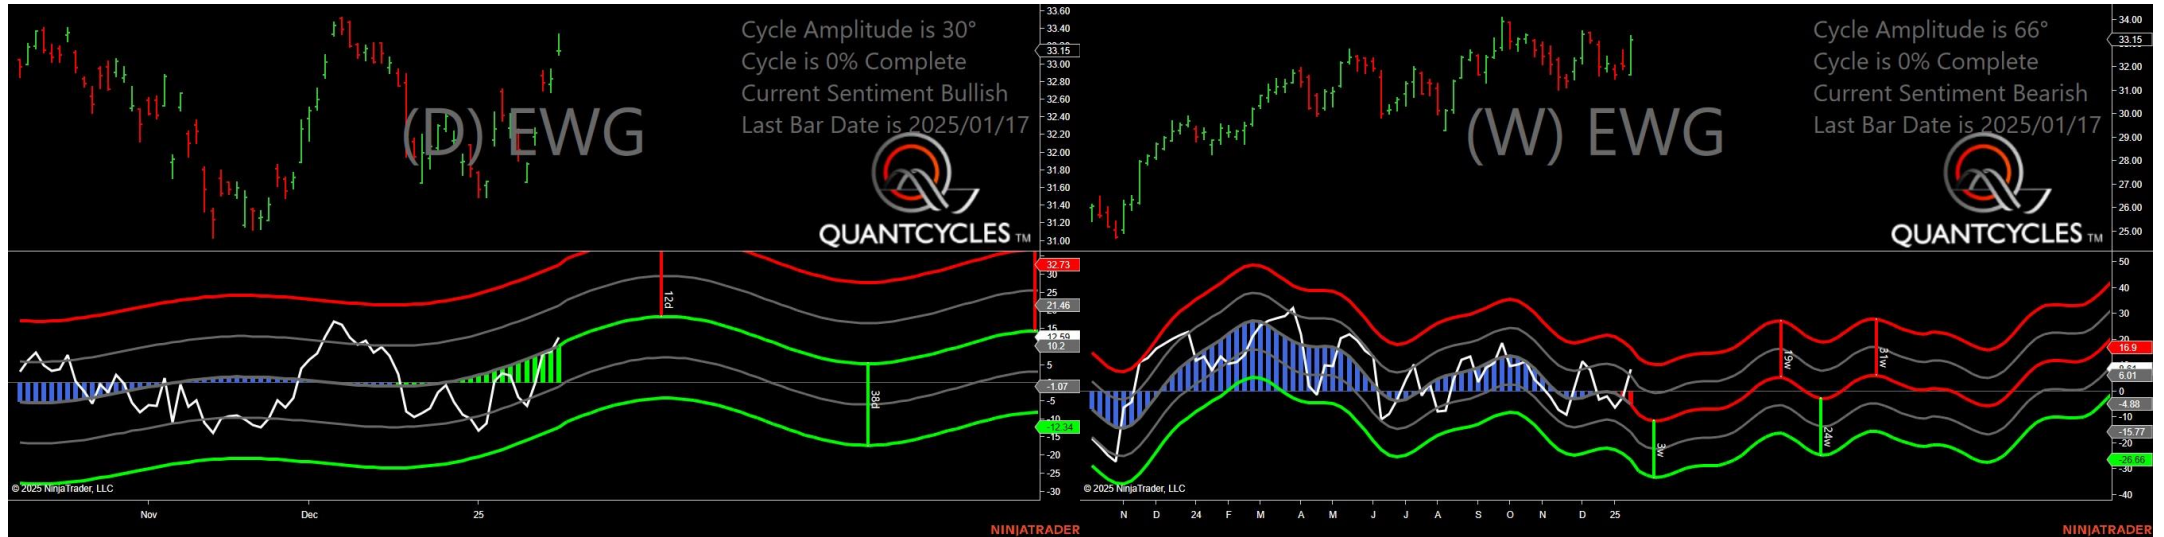 Cycle Amplitude is 30°
Cycle is 0% Complete
Current Sentiment Bullish
Last Bar Date is 2025/01/17
(D) EWG
QUANTCYCLES TM
33.60
33.40
33.15
33.00
32.80
32.60
32.40
32.20
32.00
31.80
31.60
31.40
31.20
31.00
12d
38d
32.73
30
25
21.46
15
10.2
5
-1.07
-5
-10
-12.34
-15
-20
-25
-30
© 2025 NinjaTrader, LLC
Nov Dec 25
NINJATRADER
Cycle Amplitude is 66°
Cycle is 0% Complete
Current Sentiment Bearish
Last Bar Date is 2025/01/17
(W) EWG
QUANTCYCLES TM
34.00
33.15
32.00
31.00
30.00
29.00
28.00
27.00
26.00
25.00
3w
19w
24w
31w
50
40
30
20
16.9
6.01
0
-4.88
-10
-15.77
-20
-26.66
-30
-40
© 2025 NinjaTrader, LLC
N D 24 F M A M J J A S O N D 25
NINJATRADER